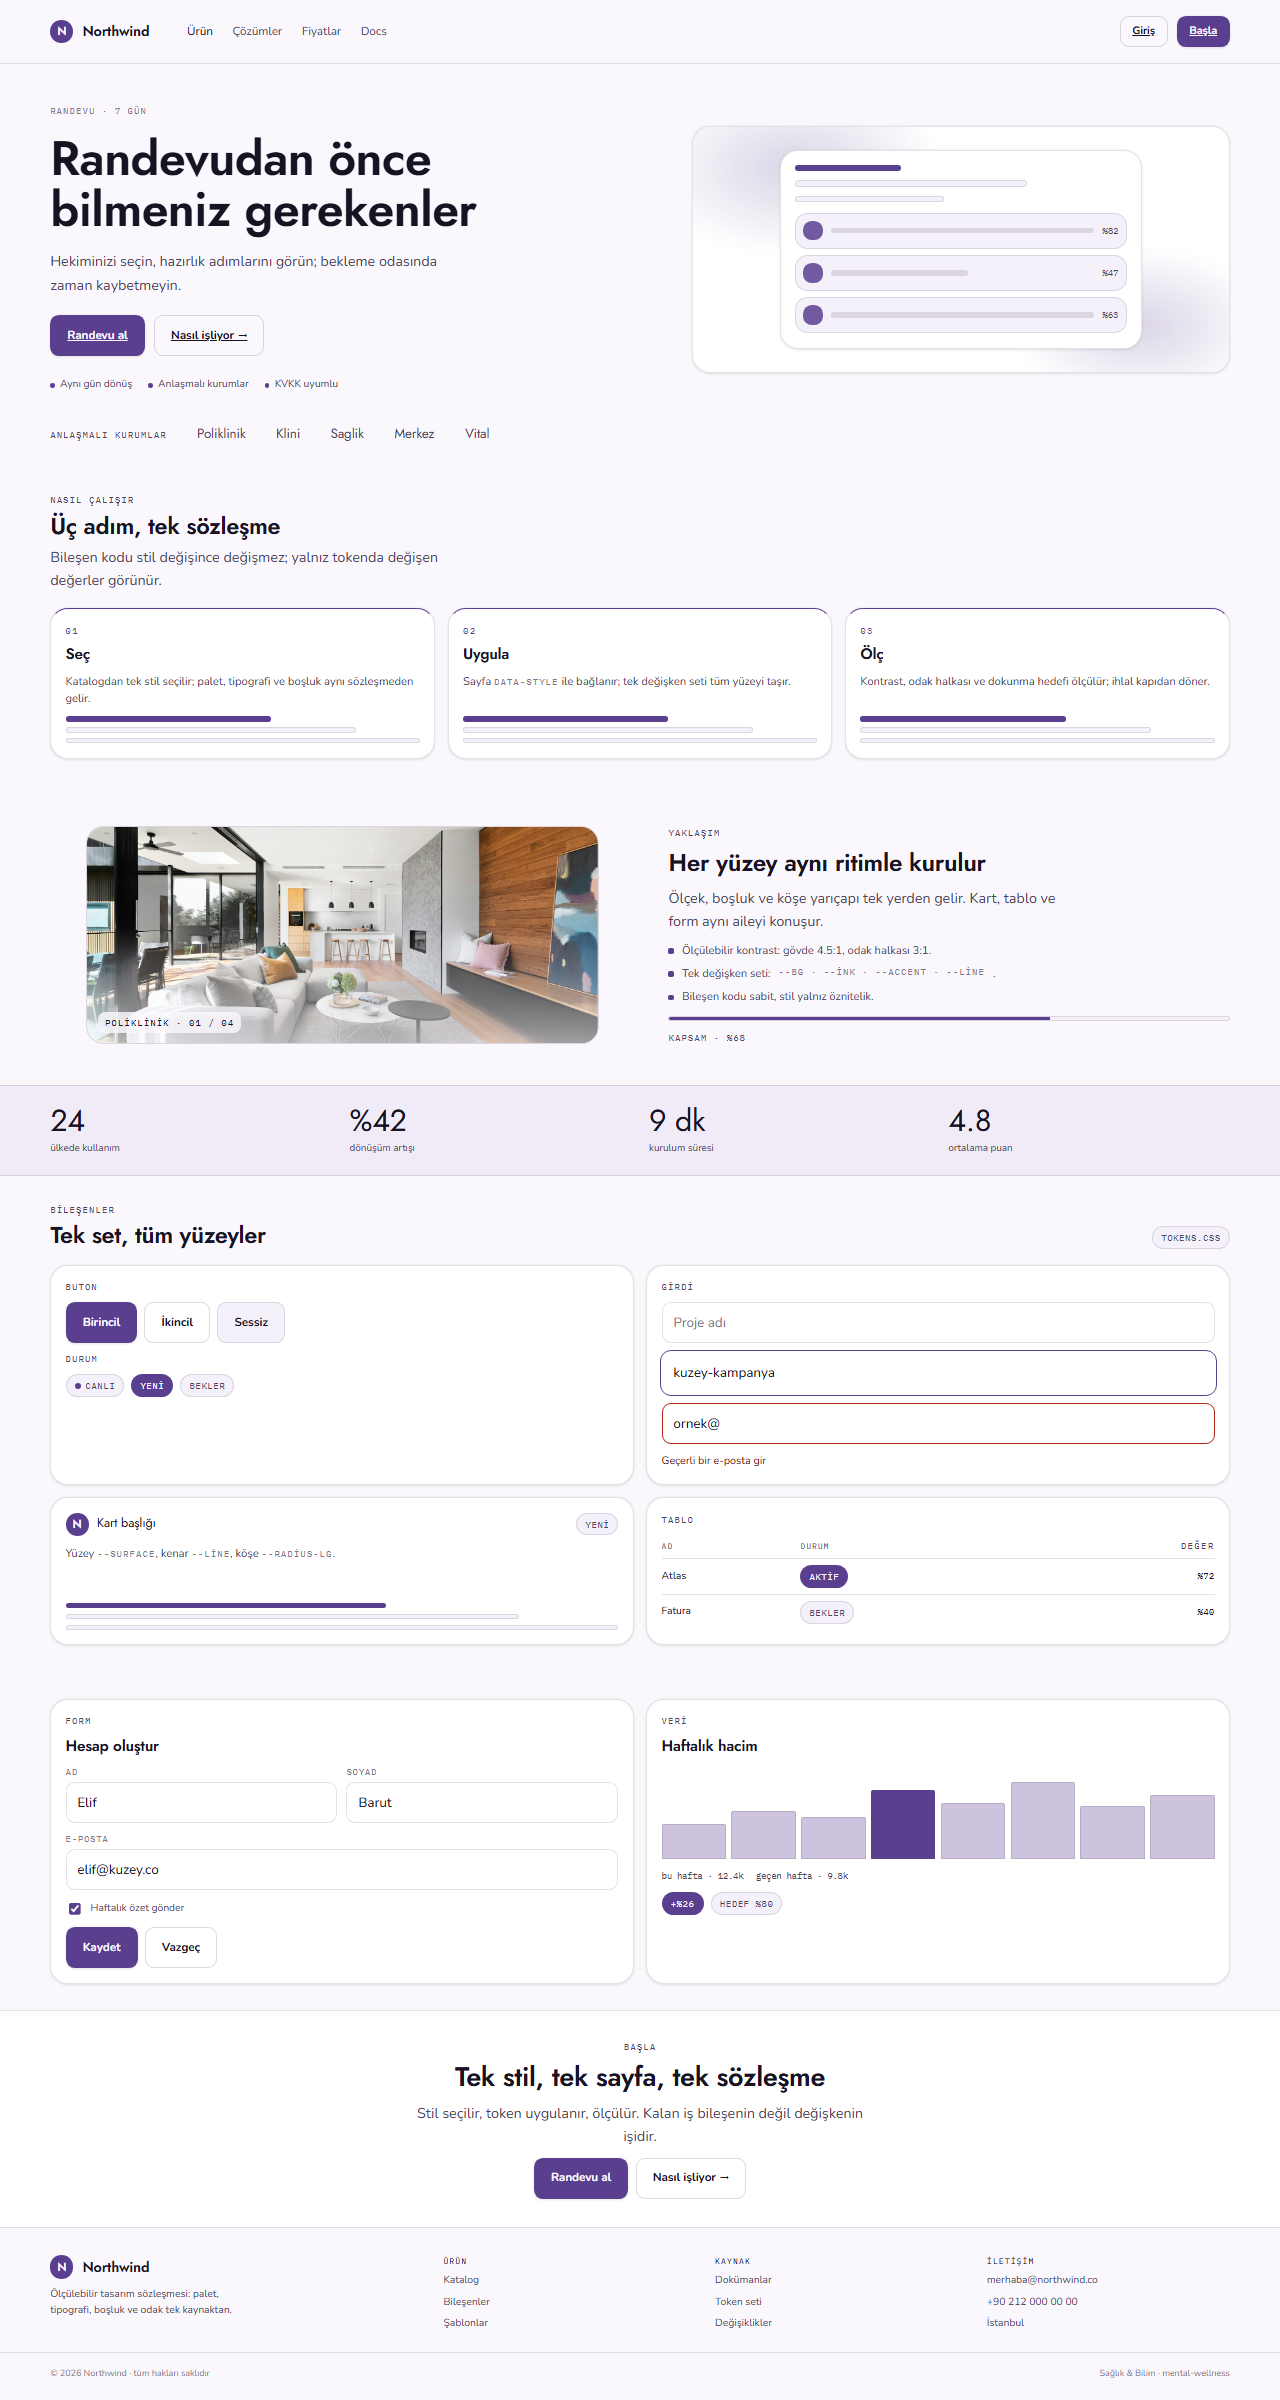 N Northwind Ürün Çözümler Fiyatlar Docs Giriş Başla
RANDEVU · 7 GÜN
Randevudan önce
bilmeniz gerekenler
Hekiminizi seçin, hazırlık adımlarını görün; bekleme odasında
zaman kaybetmeyin.
Randevu al Nasıl işliyor →
Aynı gün dönüş Anlaşmalı kurumlar KVKK uyumlu
%82
%47
%63
ANLAŞMALI KURUMLAR Poliklinik Klini Saglik Merkez Vital
NASIL ÇALIŞIR
Üç adım, tek sözleşme
Bileşen kodu stil değişince değişmez; yalnız tokenda değişen
değerler görünür.
01
Seç
Katalogdan tek stil seçilir; palet, tipografi ve boşluk aynı sözleşmeden
gelir.
02
Uygula
Sayfa DATA-STYLE ile bağlanır; tek değişken seti tüm yüzeyi taşır.
03
Ölç
Kontrast, odak halkası ve dokunma hedefi ölçülür; ihlal kapıdan döner.
POLİKLİNİK · 01 / 04
YAKLAŞIM
Her yüzey aynı ritimle kurulur
Ölçek, boşluk ve köşe yarıçapı tek yerden gelir. Kart, tablo ve
form aynı aileyi konuşur.
Ölçülebilir kontrast: gövde 4.5:1, odak halkası 3:1.
Tek değişken seti: --BG · --İNK · --ACCENT · --LİNE .
Bileşen kodu sabit, stil yalnız öznitelik.
KAPSAM · %68
24
ülkede kullanım
%42
dönüşüm artışı
9 dk
kurulum süresi
4.8
ortalama puan
BİLEŞENLER
Tek set, tüm yüzeyler
TOKENS.CSS
BUTON
Birincil İkincil Sessiz
DURUM
CANLI YENİ BEKLER
GİRDİ
Proje adı
kuzey-kampanya
ornek@
Geçerli bir e-posta gir
N Kart başlığı YENİ
Yüzey --SURFACE, kenar --LİNE, köşe --RADİUS-LG.
TABLO
AD DURUM DEĞER
Atlas AKTİF %72
Fatura BEKLER %40
FORM
Hesap oluştur
AD SOYAD
Elif Barut
E-POSTA
elif@kuzey.co
Haftalık özet gönder
Kaydet Vazgeç
VERİ
Haftalık hacim
bu hafta · 12.4k geçen hafta · 9.8k
+%26 HEDEF %80
BAŞLA
Tek stil, tek sayfa, tek sözleşme
Stil seçilir, token uygulanır, ölçülür. Kalan iş bileşenin değil değişkenin
işidir.
Randevu al Nasıl işliyor →
N Northwind
Ölçülebilir tasarım sözleşmesi: palet,
tipografi, boşluk ve odak tek kaynaktan.
ÜRÜN
Katalog
Bileşenler
Şablonlar
KAYNAK
Dokümanlar
Token seti
Değişiklikler
İLETİŞİM
merhaba@northwind.co
+90 212 000 00 00
İstanbul
© 2026 Northwind · tüm hakları saklıdır
Sağlık & Bilim · mental-wellness